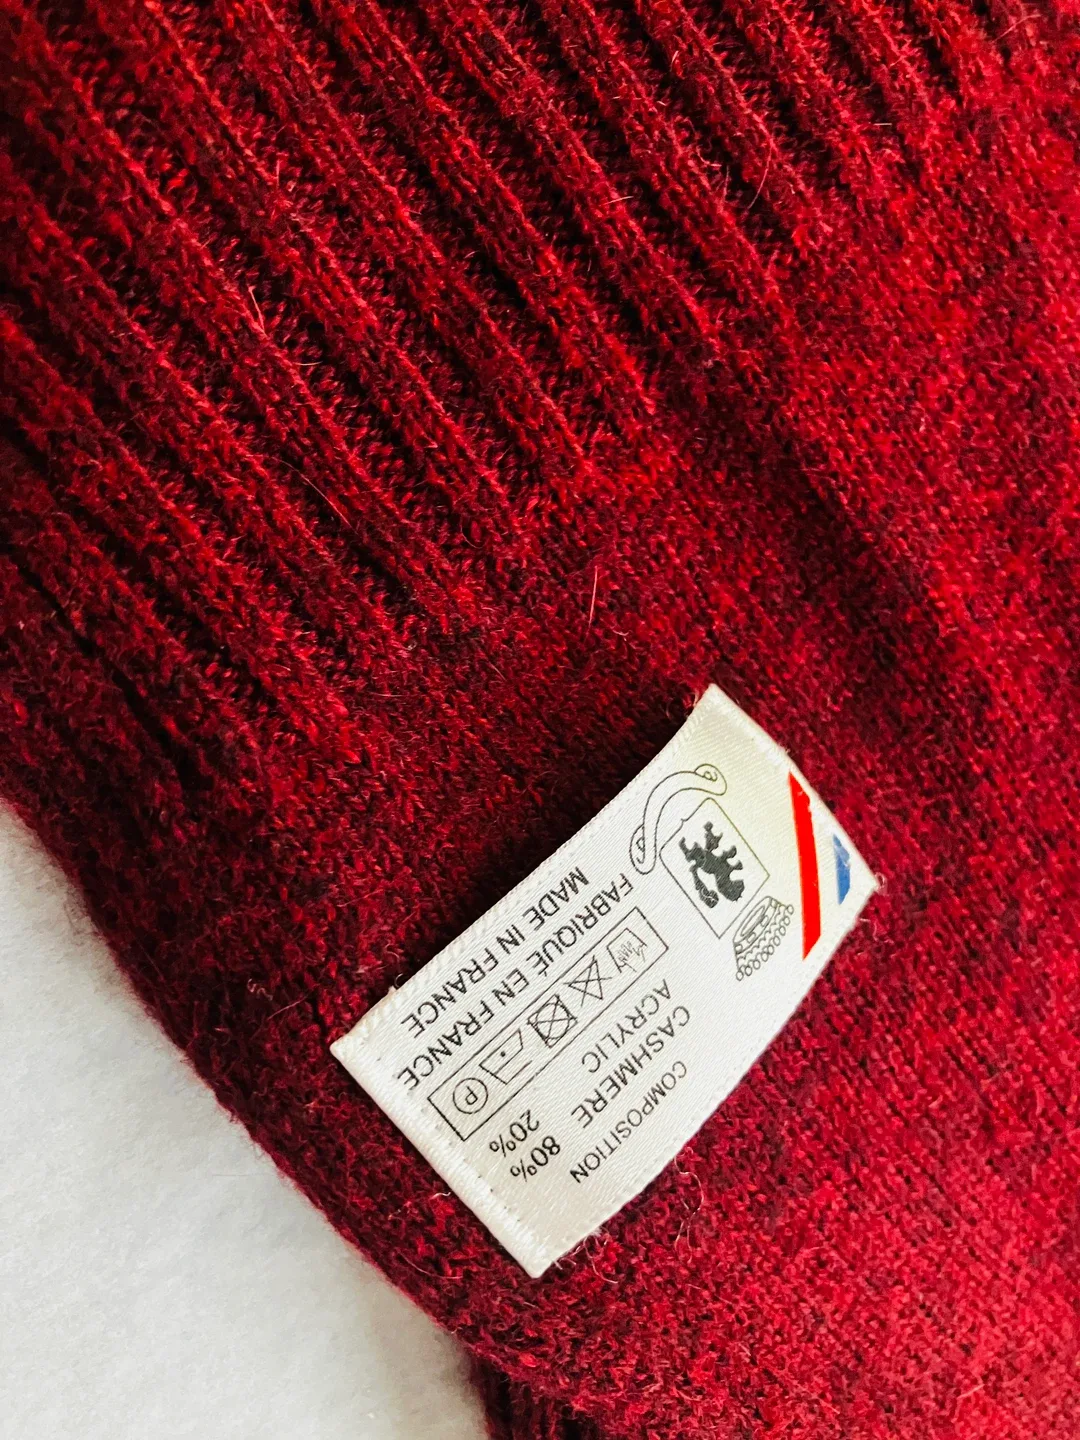 COMPOSITION
CASHMERE 80%
ACRYLIC 20%
P
FABRIQUÉ EN FRANCE
MADE IN FRANCE